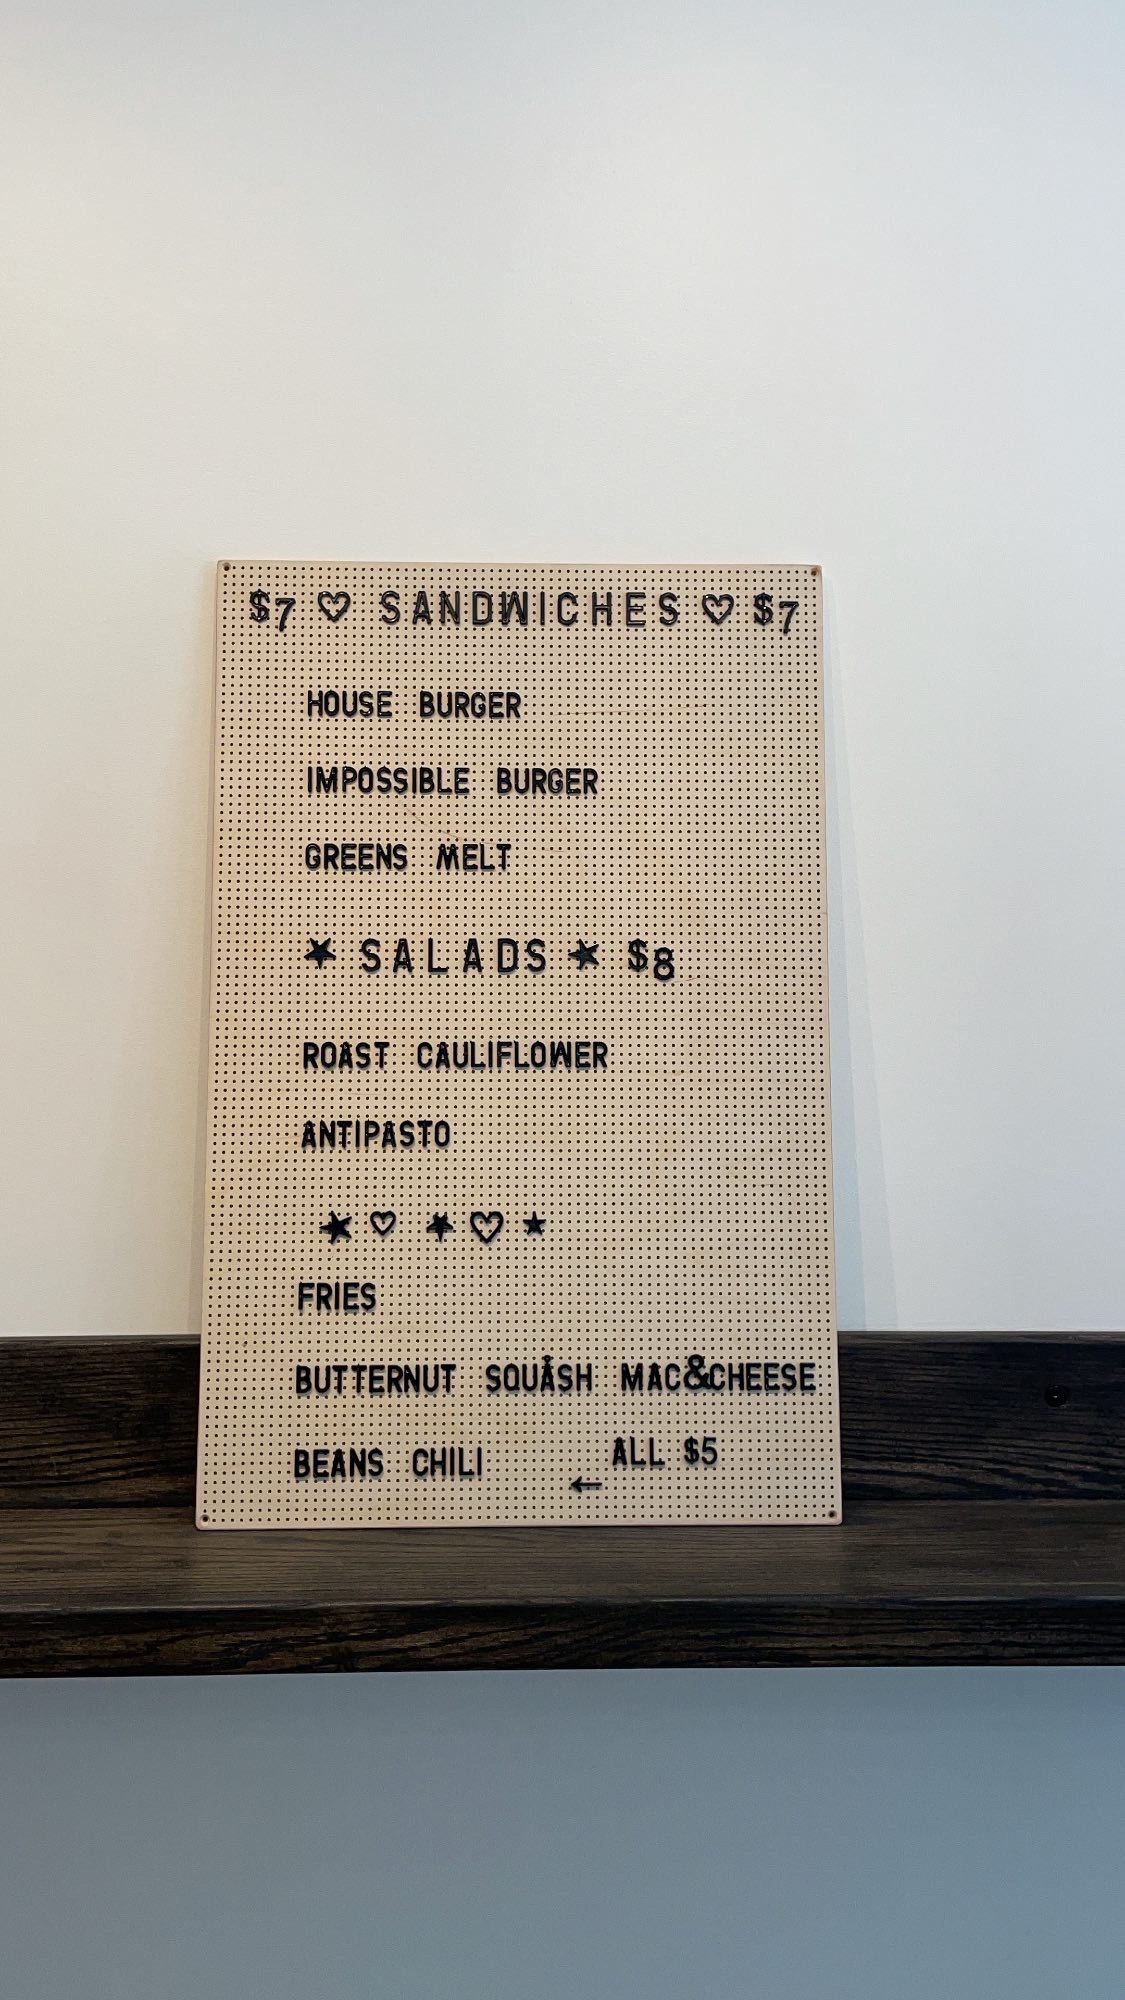 $7 ♡ SANDWICHES ♡ $7
HOUSE BURGER
IMPOSSIBLE BURGER
GREENS MELT
★ SALADS ★ $8
ROAST CAULIFLOWER
ANTIPASTO
★ ♡ ★ ♡ ★
FRIES
BUTTERNUT SQUASH MAC&CHEESE
BEANS CHILI ← ALL $5